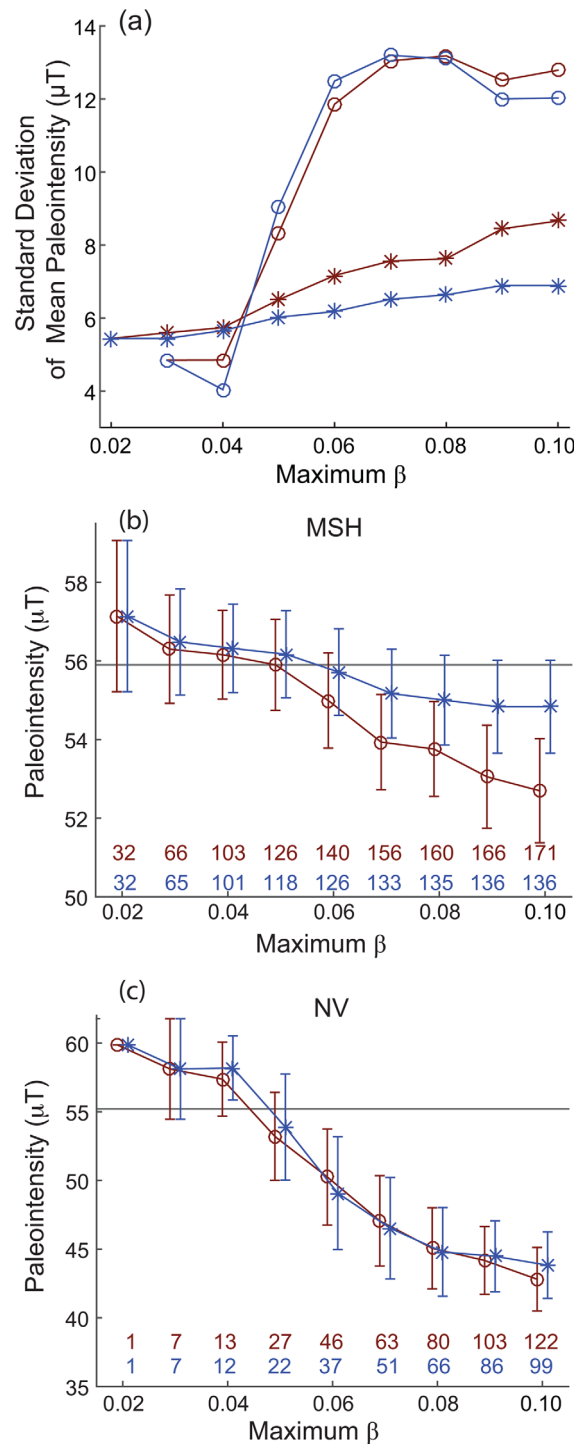 (a)
14
12
10
8
6
4
Standard Deviation
of Mean Paleointensity (μT)
0.02 0.04 0.06 0.08 0.10
Maximum β
(b)
MSH
58
56
54
52
50
Paleointensity (μT)
32 66 103 126 140 156 160 166 171
32 65 101 118 126 133 135 136 136
0.02 0.04 0.06 0.08 0.10
Maximum β
(c)
NV
60
55
50
45
40
35
Paleointensity (μT)
1 7 13 27 46 63 80 103 122
1 7 12 22 37 51 66 86 99
0.02 0.04 0.06 0.08 0.10
Maximum β